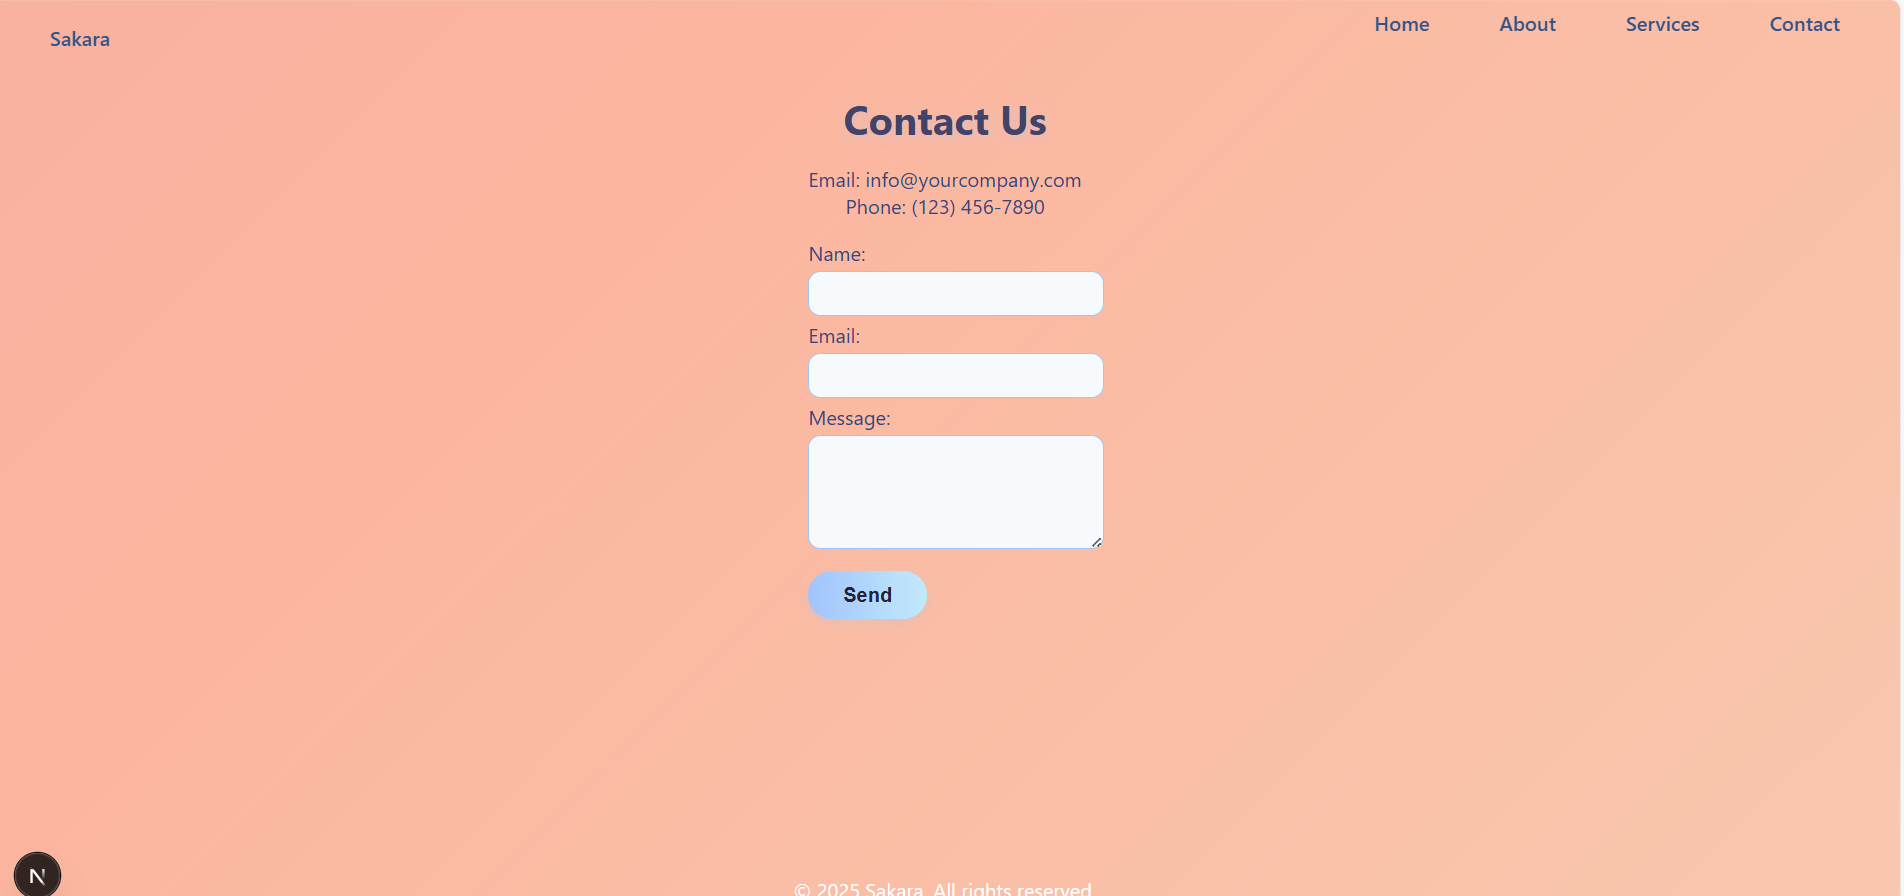 Sakara
Home About Services Contact
Contact Us
Email: info@yourcompany.com
Phone: (123) 456-7890
Name:
Email:
Message:
Send
N
© 2025 Sakara. All rights reserved.